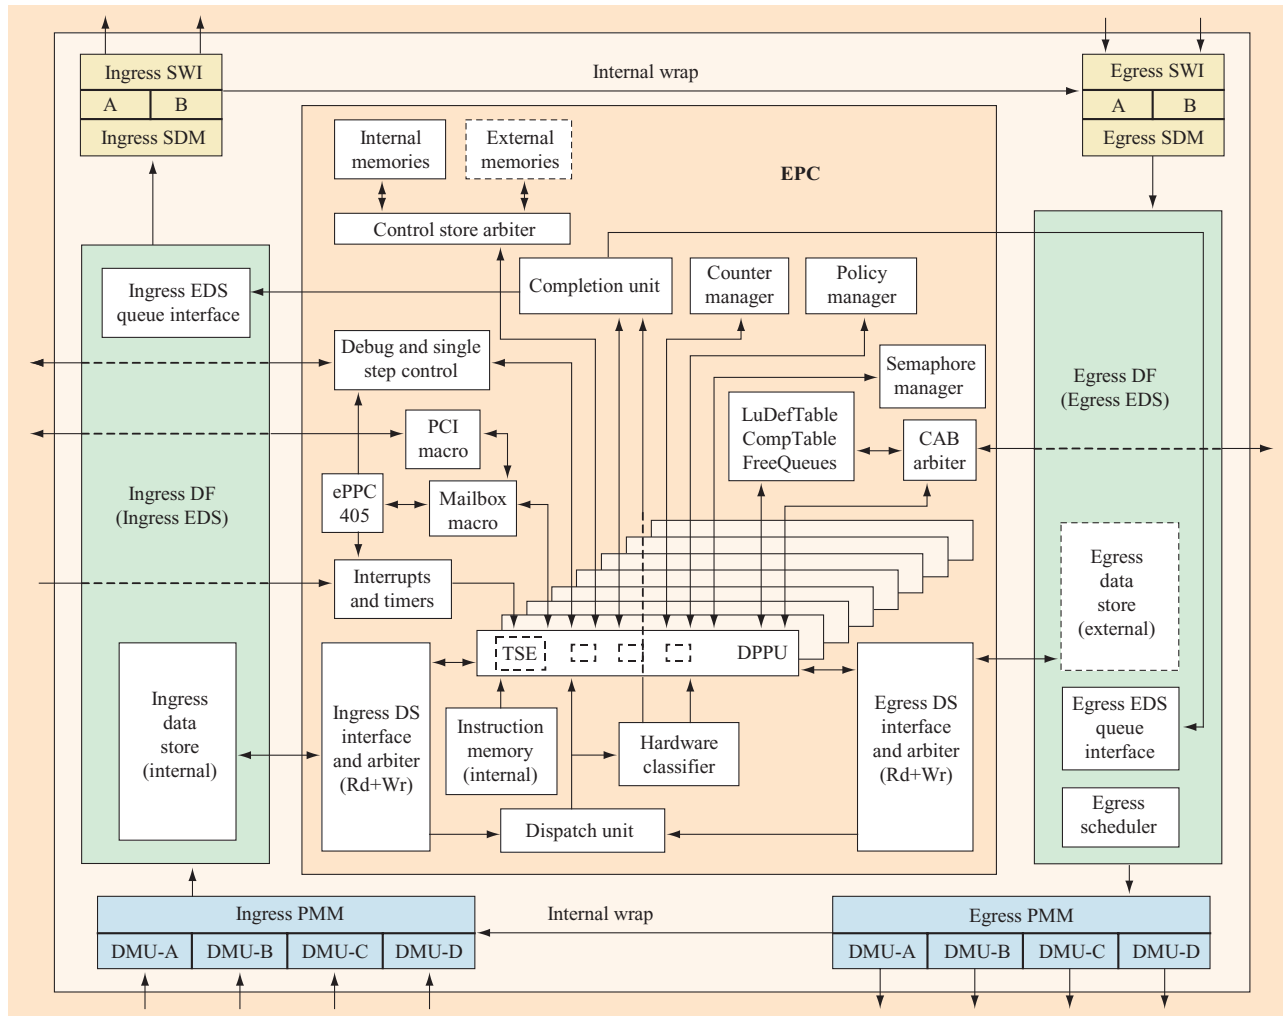 Ingress SWI
A B
Ingress SDM
Internal wrap
Egress SWI
A B
Egress SDM
EPC
Internal
memories
External
memories
Control store arbiter
Completion unit
Counter
manager
Policy
manager
Ingress EDS
queue interface
Debug and single
step control
Semaphore
manager
Egress DF
(Egress EDS)
PCI
macro
LuDefTable
CompTable
FreeQueues
CAB
arbiter
Ingress DF
(Ingress EDS)
ePPC
405
Mailbox
macro
Interrupts
and timers
Egress
data
store
(external)
TSE
DPPU
Ingress
data
store
(internal)
Ingress DS
interface
and arbiter
(Rd+Wr)
Instruction
memory
(internal)
Hardware
classifier
Egress DS
interface
and arbiter
(Rd+Wr)
Egress EDS
queue
interface
Dispatch unit
Egress
scheduler
Ingress PMM
DMU-A DMU-B DMU-C DMU-D
Internal wrap
Egress PMM
DMU-A DMU-B DMU-C DMU-D